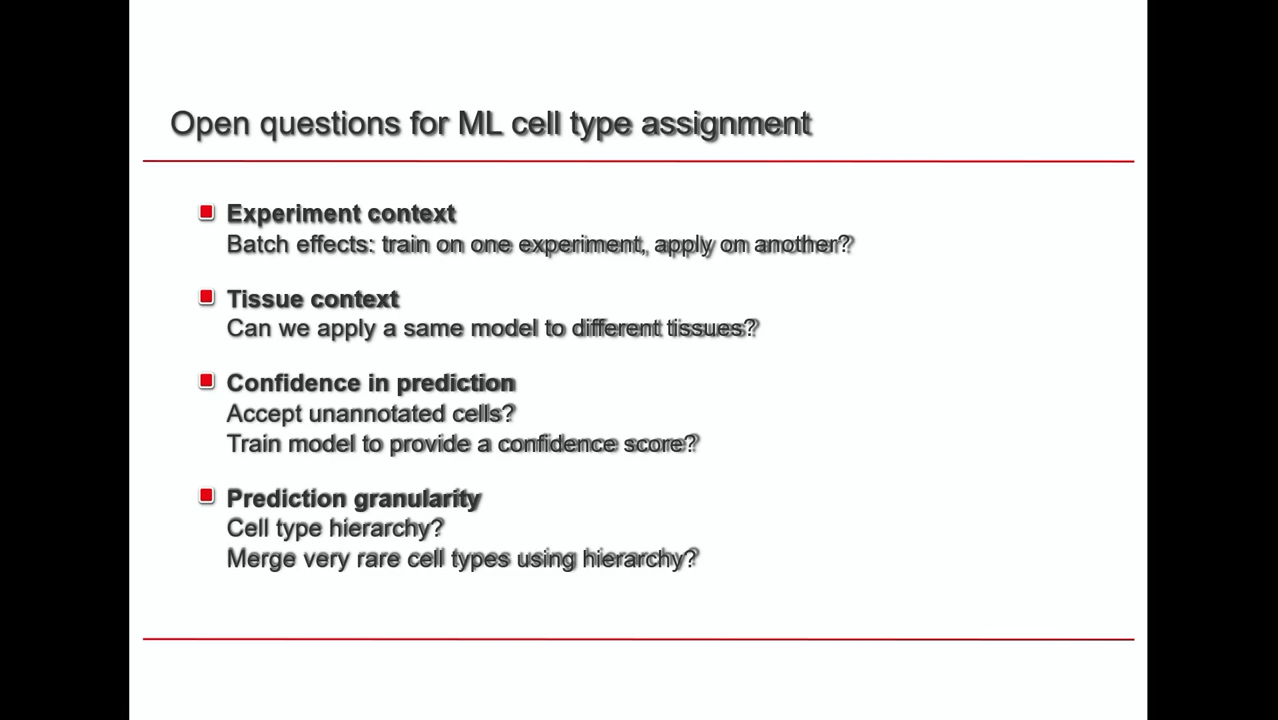 Open questions for ML cell type assignment
Experiment context
Batch effects: train on one experiment, apply on another?
Tissue context
Can we apply a same model to different tissues?
Confidence in prediction
Accept unannotated cells?
Train model to provide a confidence score?
Prediction granularity
Cell type hierarchy?
Merge very rare cell types using hierarchy?